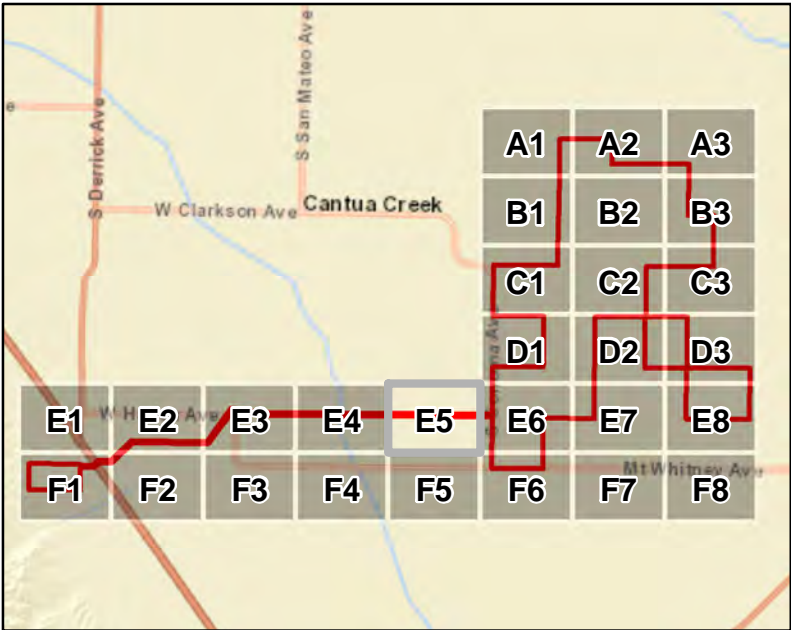 S San Mateo Ave
e
S Derrick Ave
A1 A2 A3
W Clarkson Ave
Cantua Creek
B1 B2 B3
C1 C2 C3
D1 D2 D3
E1 E2 E3 E4 E5 E6 E7 E8
Mt Whitney Ave
F1 F2 F3 F4 F5 F6 F7 F8